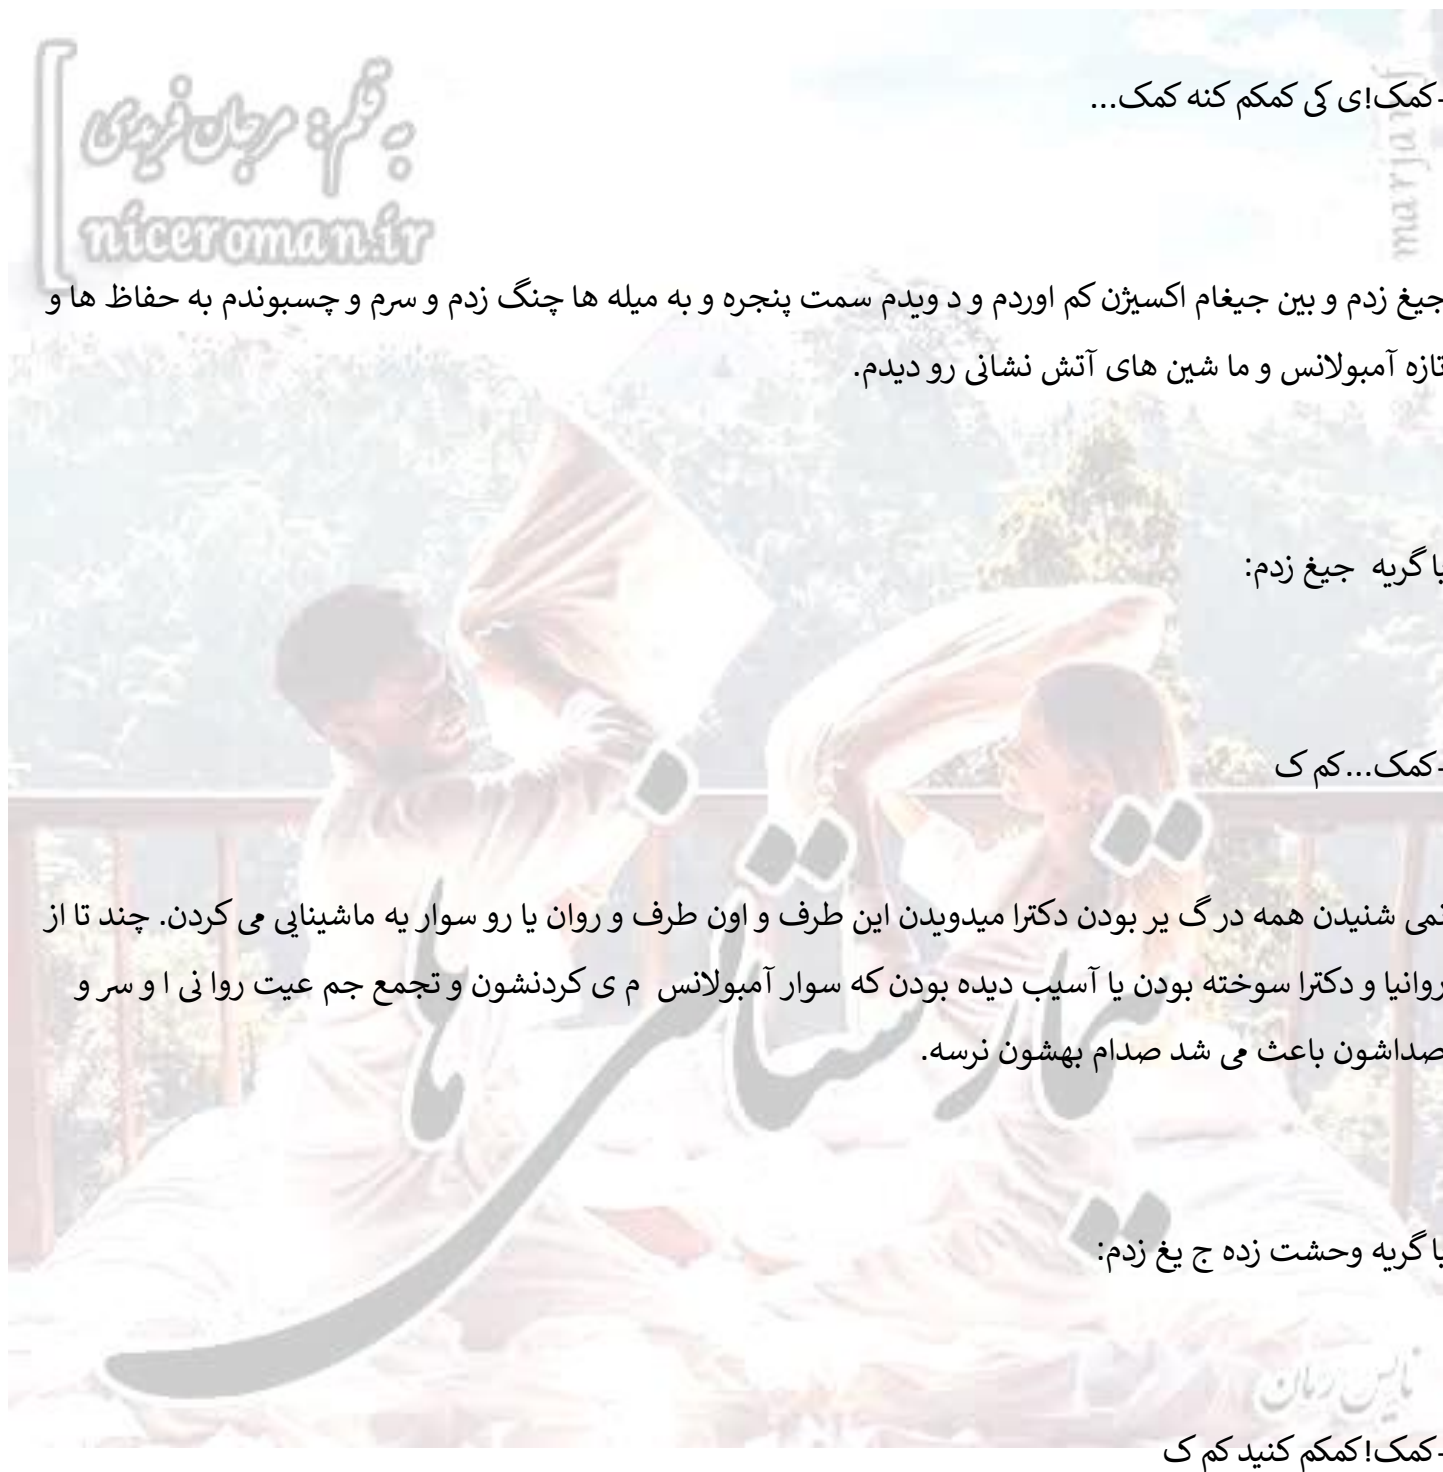 به قلم: مرجان فریدی
niceroman.ir
marjan f
-کمک!ی کی کمکم کنه کمک...
جیغ زدم و بین جیغام اکسیژن کم اوردم و د ویدم سمت پنجره و به میله ها چنگ زدم و سرم و چسبوندم به حفاظ ها و
تازه آمبولانس و ما شین های آتش نشانی رو دیدم.
با گریه جیغ زدم:
-کمک...کم ک
نمی شنیدن همه در گ یر بودن دکترا میدویدن این طرف و اون طرف و روان یا رو سوار یه ماشینایی می کردن. چند تا از
روانیا و دکترا سوخته بودن یا آسیب دیده بودن که سوار آمبولانس م ی کردنشون و تجمع جم عیت روا نی ا و سر و
صداشون باعث می شد صدام بهشون نرسه.
تیمارستانی ها
با گریه وحشت زده ج یغ زدم:
نایس رمان
-کمک!کمکم کنید کم ک